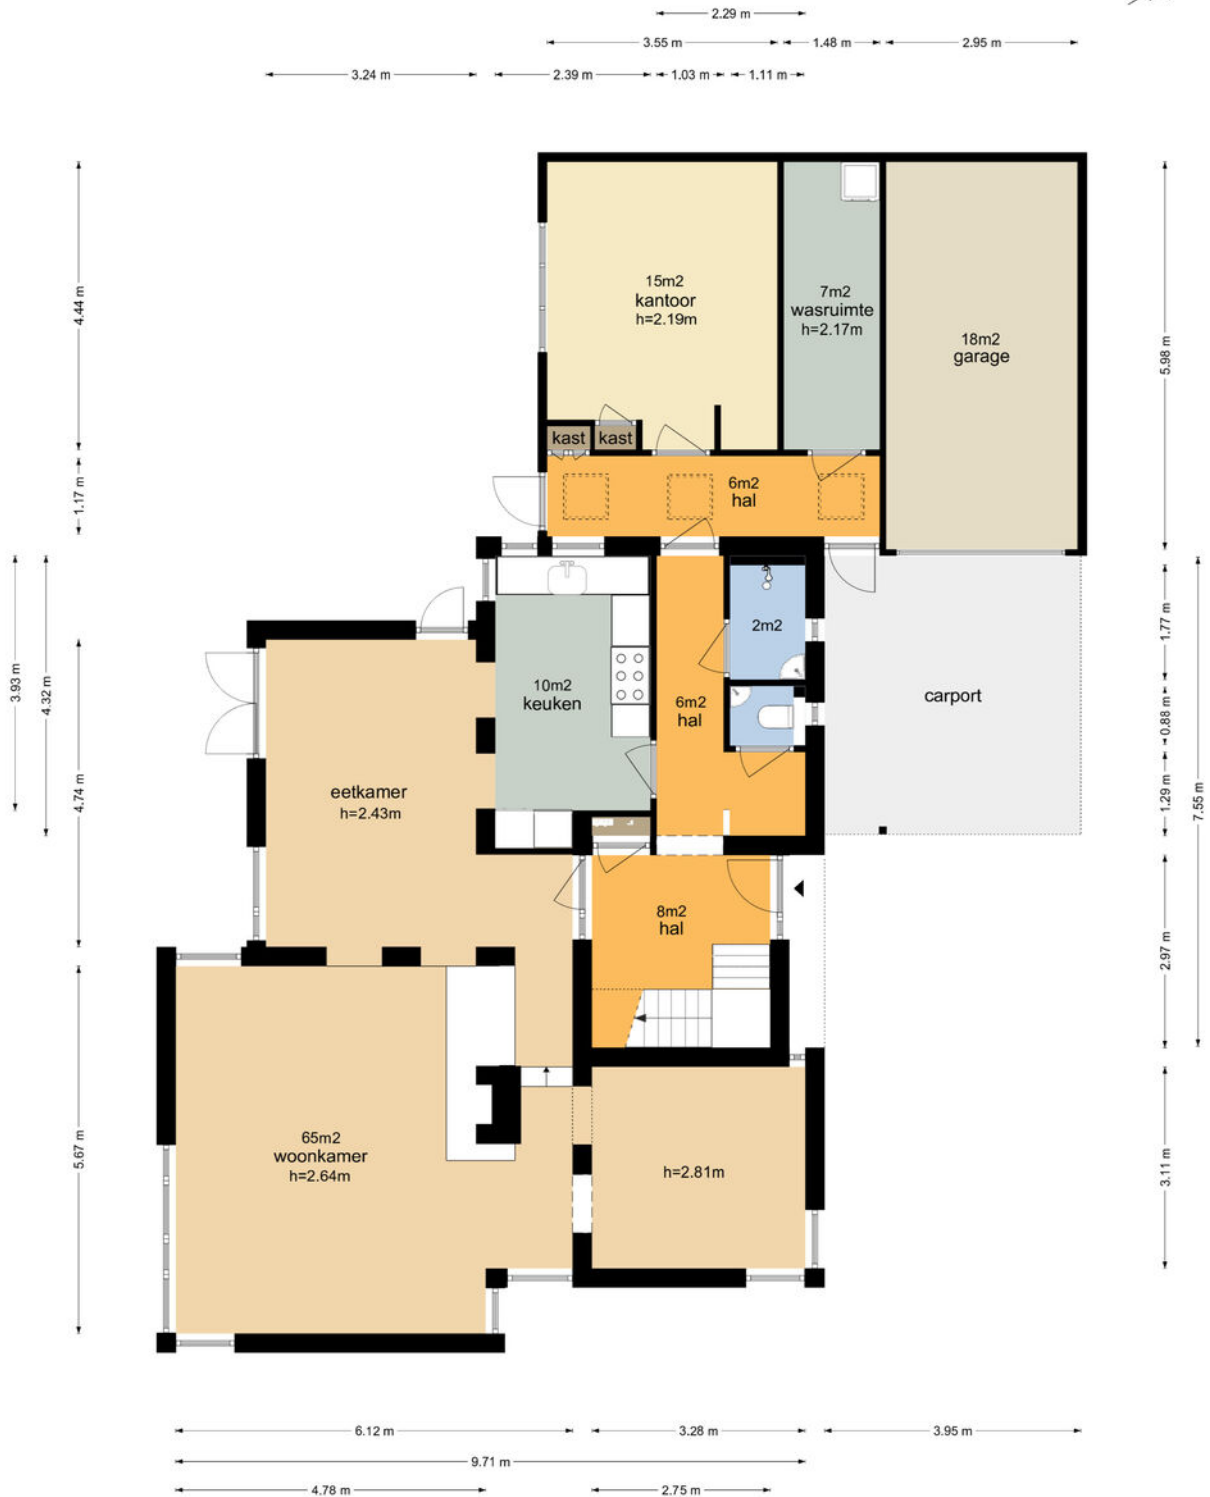 2.29 m
3.55 m
1.48 m
2.95 m
3.24 m
2.39 m
1.03 m
1.11 m
4.44 m
1.17 m
3.93 m
4.32 m
4.74 m
5.67 m
15m2
kantoor
h=2.19m
7m2
wasruimte
h=2.17m
18m2
garage
kast
kast
6m2
hal
2m2
10m2
keuken
6m2
hal
carport
eetkamer
h=2.43m
8m2
hal
65m2
woonkamer
h=2.64m
h=2.81m
5.98 m
1.77 m
0.88 m
1.29 m
7.55 m
2.97 m
3.11 m
6.12 m
3.28 m
3.95 m
9.71 m
4.78 m
2.75 m